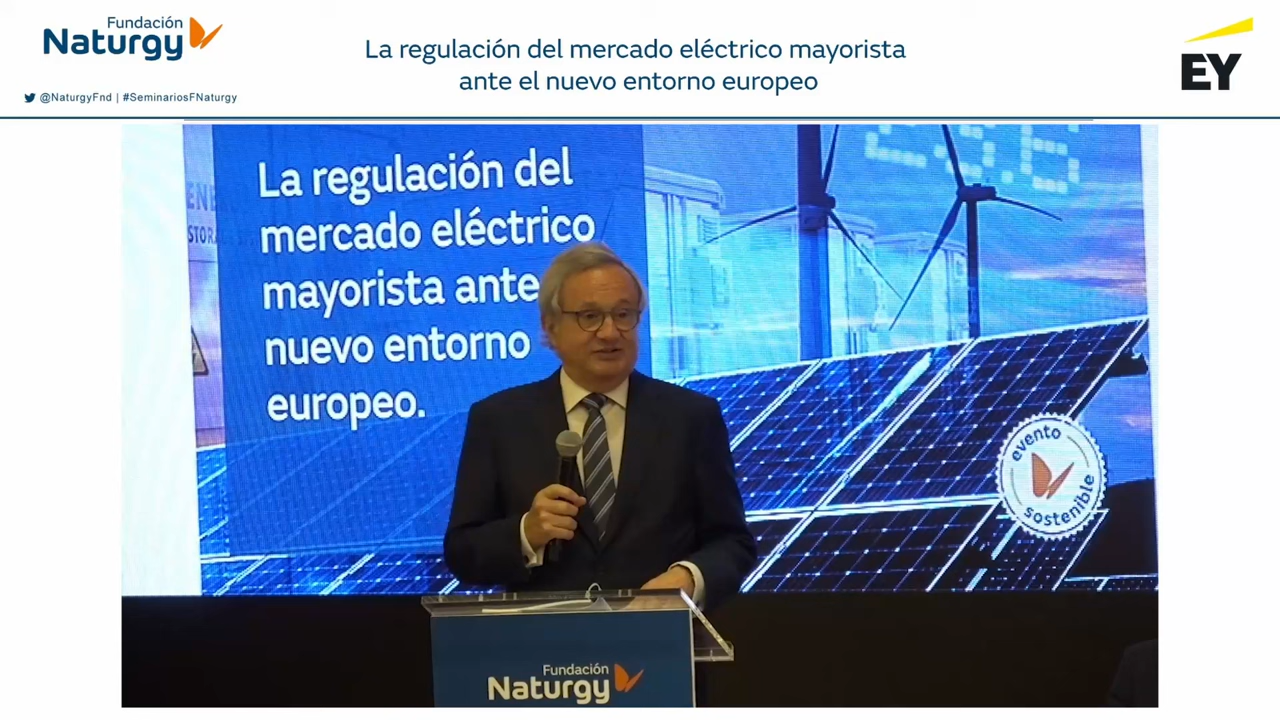 Fundación
Naturgy
@NaturgyFnd | #SeminariosFNaturgy
La regulación del mercado eléctrico mayorista
ante el nuevo entorno europeo
EY
La regulación del
mercado eléctrico
mayorista ante
nuevo entorno
europeo.
evento
sostenible
Fundación
Naturgy